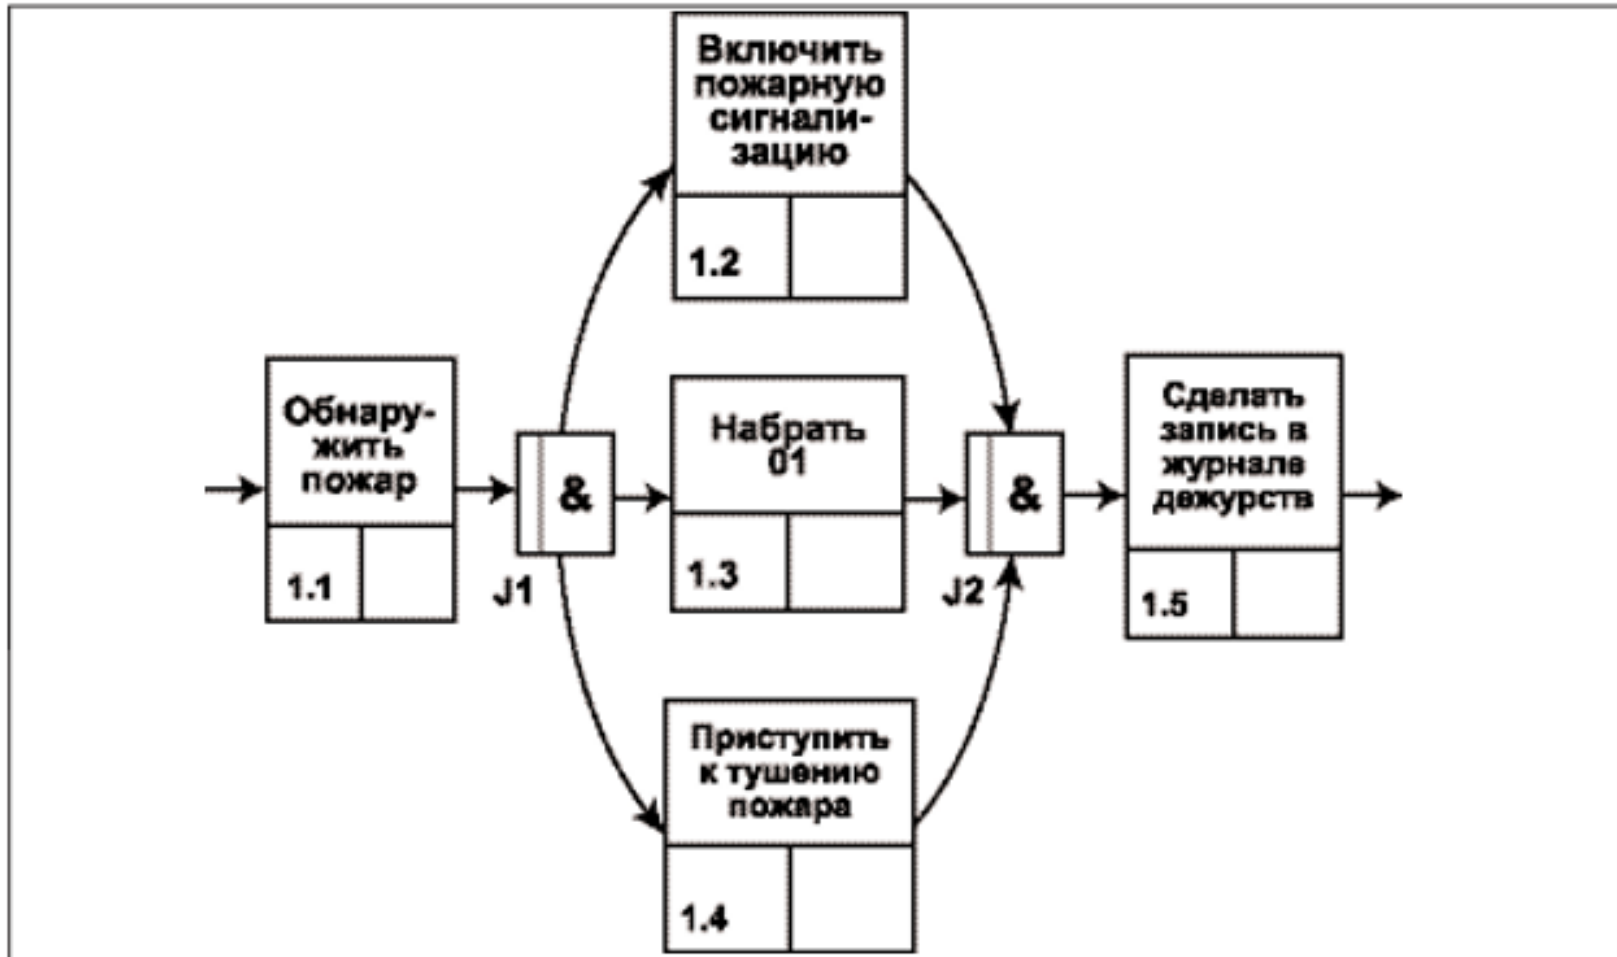 Включить
пожарную
сигнали-
зацию
1.2
Обнару-
жить
пожар
1.1
&
J1
Набрать
01
1.3
&
J2
Сделать
запись в
журнале
дежурств
1.5
Приступить
к тушению
пожара
1.4